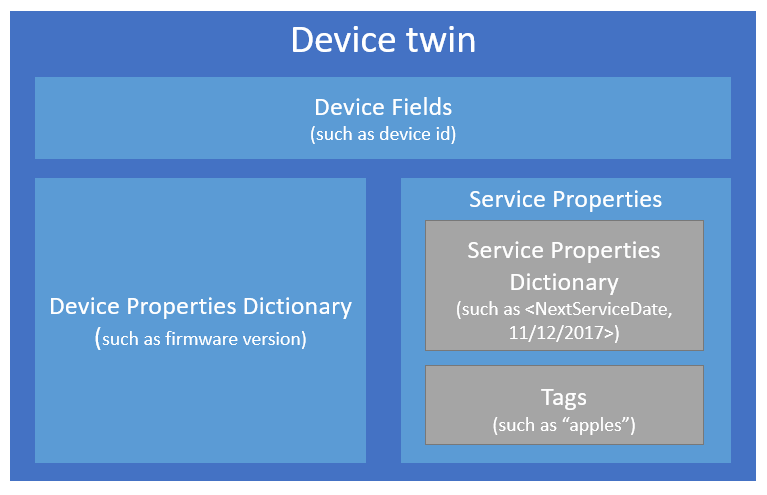 Device twin
Device Fields
(such as device id)
Device Properties Dictionary
(such as firmware version)
Service Properties
Service Properties
Dictionary
(such as <NextServiceDate,
11/12/2017>)
Tags
(such as “apples”)